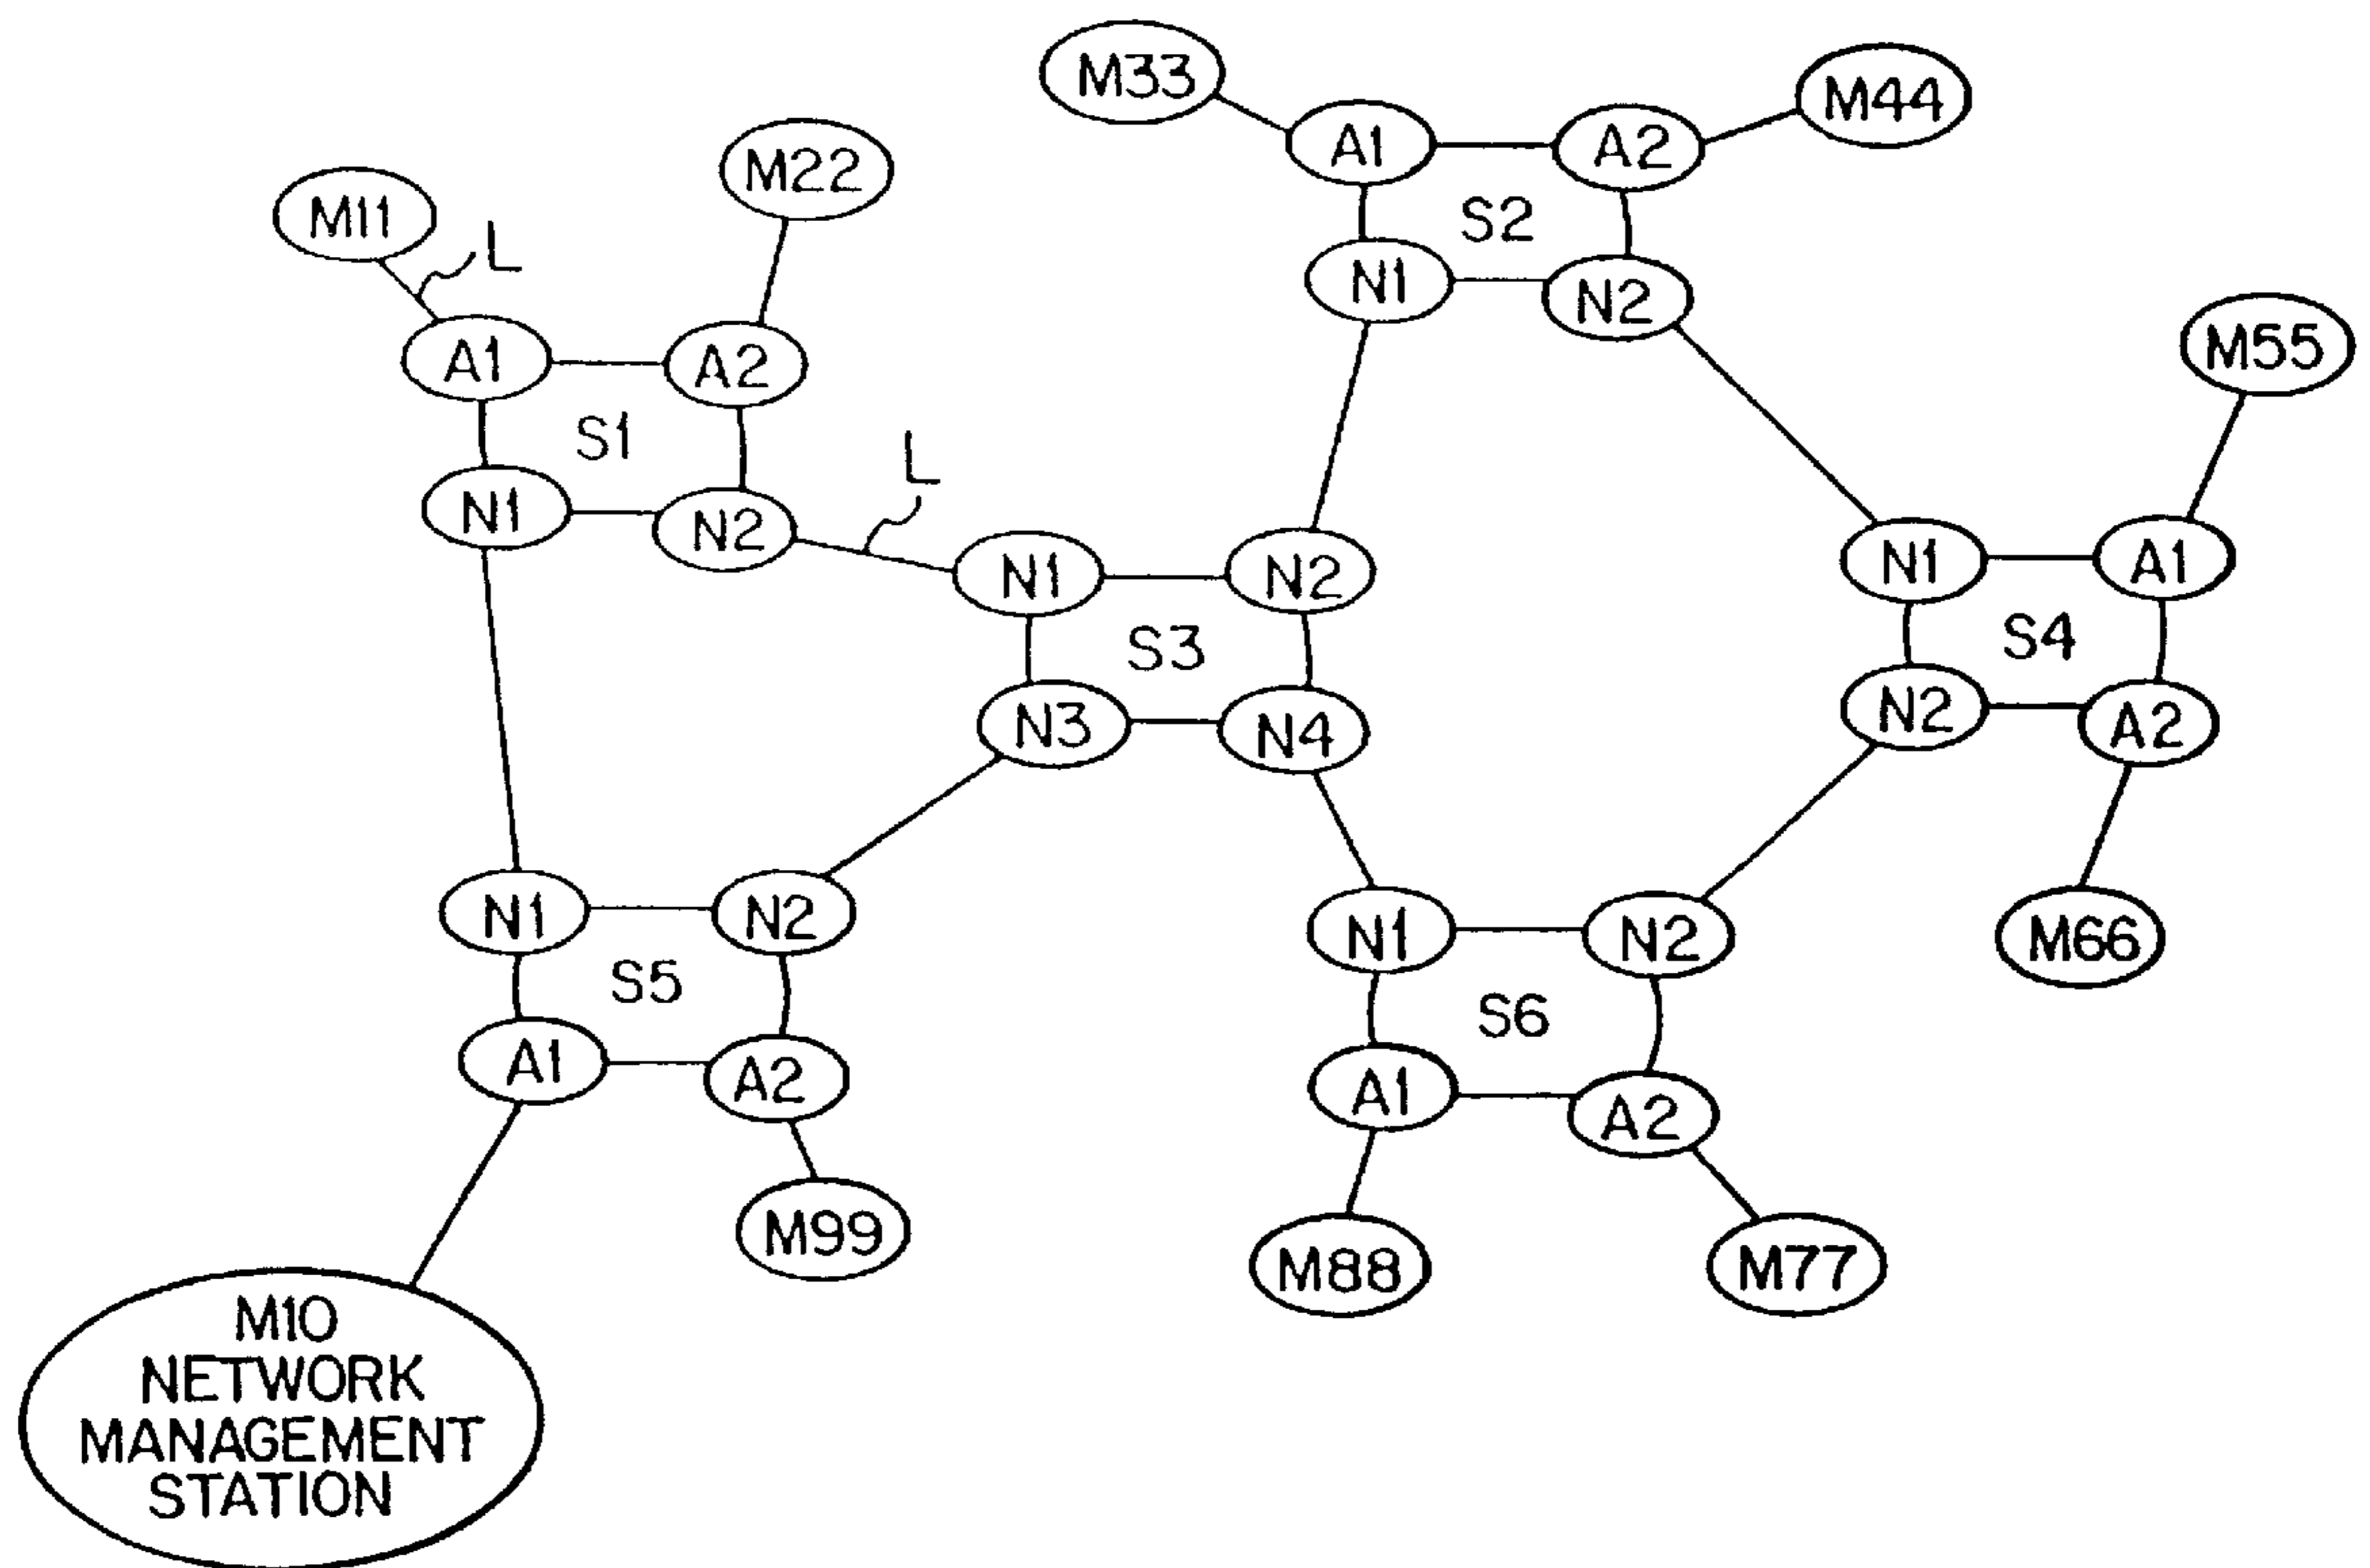 M33
M44
M22
A1
A2
M11
L
S2
N1
N2
M55
A1
A2
S1
L
N1
N2
N1
N2
N1
A1
S3
S4
N3
N4
N2
A2
N1
N2
N1
N2
M66
S5
S6
A1
A2
A1
A2
M99
M88
M77
M10
NETWORK
MANAGEMENT
STATION